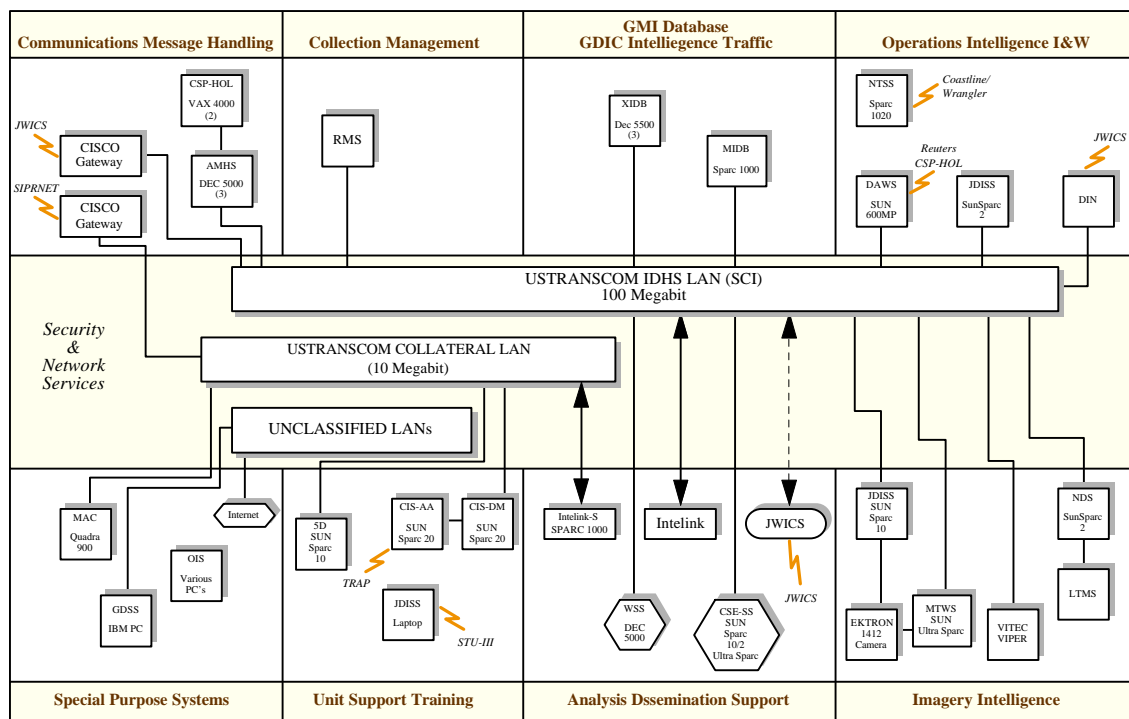 Communications Message Handling
Collection Management
GMI Database
GDIC Intelliegence Traffic
Operations Intelligence I&W
CSP-HOL
VAX 4000
(2)
JWICS
CISCO
Gateway
AMHS
DEC 5000
(3)
SIPRNET
CISCO
Gateway
RMS
XIDB
Dec 5500
(3)
MIDB
Sparc 1000
NTSS
Sparc
1020
Coastline/
Wrangler
Reuters
CSP-HOL
JWICS
DAWS
SUN
600MP
JDISS
SunSparc
2
DIN
USTRANSCOM IDHS LAN (SCI)
100 Megabit
Security
&
Network
Services
USTRANSCOM COLLATERAL LAN
(10 Megabit)
UNCLASSIFIED LANs
MAC
Quadra
900
Internet
OIS
Various
PC's
GDSS
IBM PC
5D
SUN
Sparc
10
CIS-AA
SUN
Sparc 20
CIS-DM
SUN
Sparc 20
TRAP
JDISS
Laptop
STU-III
Intelink-S
SPARC 1000
Intelink
JWICS
JWICS
WSS
DEC
5000
CSE-SS
SUN
Sparc
10/2
Ultra Sparc
JDISS
SUN
Sparc
10
NDS
SunSparc
2
LTMS
EKTRON
1412
Camera
MTWS
SUN
Ultra Sparc
VITEC
VIPER
Special Purpose Systems
Unit Support Training
Analysis Dssemination Support
Imagery Intelligence